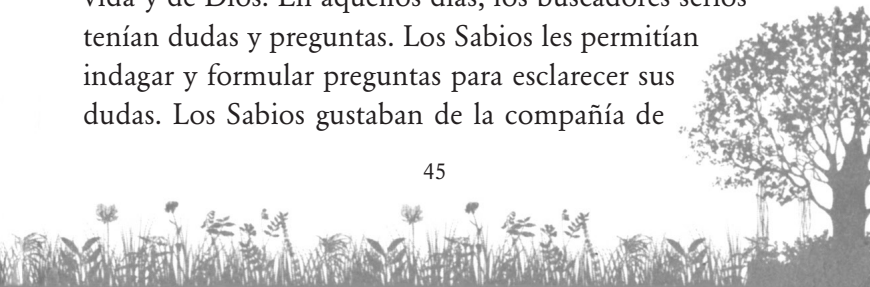 vida y de Dios. En aquellos días, los buscadores serios
tenían dudas y preguntas. Los Sabios les permitían
indagar y formular preguntas para esclarecer sus
dudas. Los Sabios gustaban de la compañía de
45